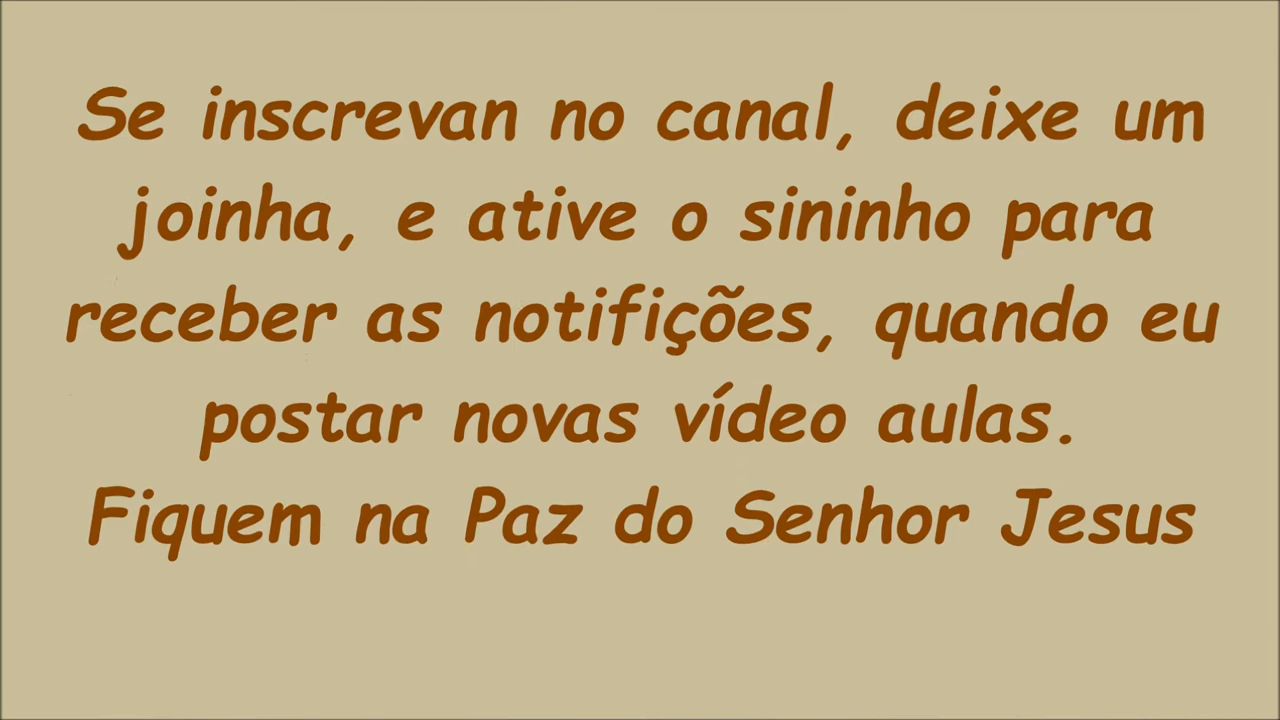 Se inscrevan no canal, deixe um
joinha, e ative o sininho para
receber as notifições, quando eu
postar novas vídeo aulas.
Fiquem na Paz do Senhor Jesus